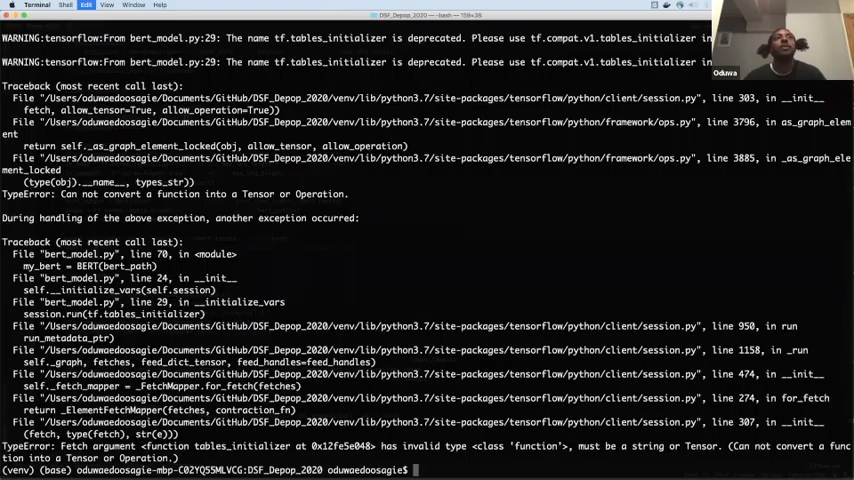 Terminal Shell Edit View Window Help
DSF_Depop_2020 — -bash — 158×38
WARNING:tensorflow:From bert_model.py:29: The name tf.tables_initializer is deprecated. Please use tf.compat.v1.tables_initializer in
WARNING:tensorflow:From bert_model.py:29: The name tf.tables_initializer is deprecated. Please use tf.compat.v1.tables_initializer in
Oduwa
Traceback (most recent call last):
File "/Users/oduwaedoosagie/Documents/GitHub/DSF_Depop_2020/venv/lib/python3.7/site-packages/tensorflow/python/client/session.py", line 303, in __init__
fetch, allow_tensor=True, allow_operation=True))
File "/Users/oduwaedoosagie/Documents/GitHub/DSF_Depop_2020/venv/lib/python3.7/site-packages/tensorflow/python/framework/ops.py", line 3796, in as_graph_elem
ent
return self._as_graph_element_locked(obj, allow_tensor, allow_operation)
File "/Users/oduwaedoosagie/Documents/GitHub/DSF_Depop_2020/venv/lib/python3.7/site-packages/tensorflow/python/framework/ops.py", line 3885, in _as_graph_ele
ment_locked
(type(obj).__name__, types_str))
TypeError: Can not convert a function into a Tensor or Operation.
During handling of the above exception, another exception occurred:
Traceback (most recent call last):
File "bert_model.py", line 70, in <module>
my_bert = BERT(bert_path)
File "bert_model.py", line 24, in __init__
self.__initialize_vars(self.session)
File "bert_model.py", line 29, in __initialize_vars
session.run(tf.tables_initializer)
File "/Users/oduwaedoosagie/Documents/GitHub/DSF_Depop_2020/venv/lib/python3.7/site-packages/tensorflow/python/client/session.py", line 950, in run
run_metadata_ptr)
File "/Users/oduwaedoosagie/Documents/GitHub/DSF_Depop_2020/venv/lib/python3.7/site-packages/tensorflow/python/client/session.py", line 1158, in _run
self._graph, fetches, feed_dict_tensor, feed_handles=feed_handles)
File "/Users/oduwaedoosagie/Documents/GitHub/DSF_Depop_2020/venv/lib/python3.7/site-packages/tensorflow/python/client/session.py", line 474, in __init__
self._fetch_mapper = _FetchMapper.for_fetch(fetches)
File "/Users/oduwaedoosagie/Documents/GitHub/DSF_Depop_2020/venv/lib/python3.7/site-packages/tensorflow/python/client/session.py", line 274, in for_fetch
return _ElementFetchMapper(fetches, contraction_fn)
File "/Users/oduwaedoosagie/Documents/GitHub/DSF_Depop_2020/venv/lib/python3.7/site-packages/tensorflow/python/client/session.py", line 307, in __init__
(fetch, type(fetch), str(e)))
TypeError: Fetch argument <function tables_initializer at 0x12fe5e048> has invalid type <class 'function'>, must be a string or Tensor. (Can not convert a func
tion into a Tensor or Operation.)
(venv) (base) oduwaedoosagie-mbp-C02YQ55MLVCG:DSF_Depop_2020 oduwaedoosagie$